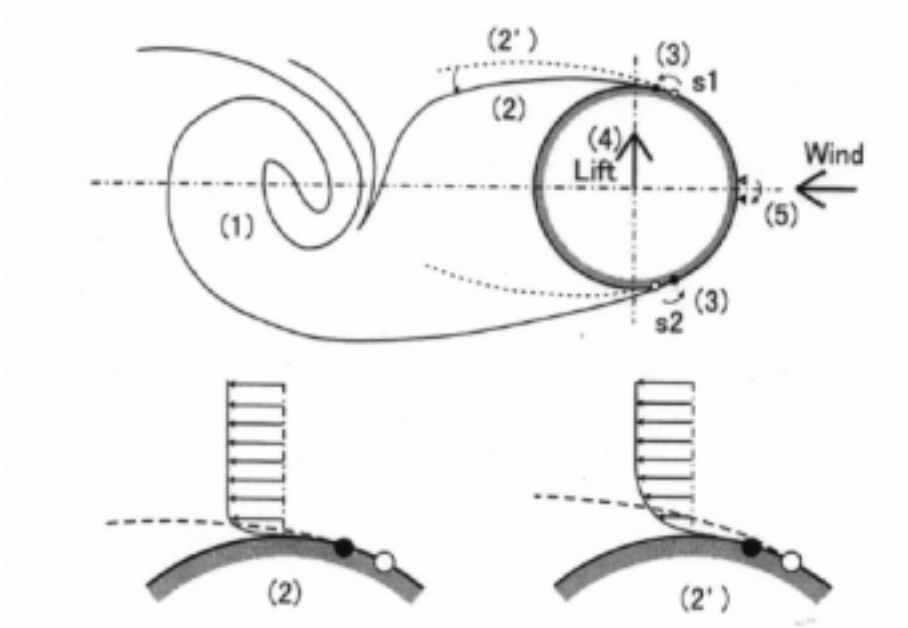 (2')
(3)
s1
(2)
(4)
Lift
Wind
(5)
(1)
(3)
s2
(2)
(2')